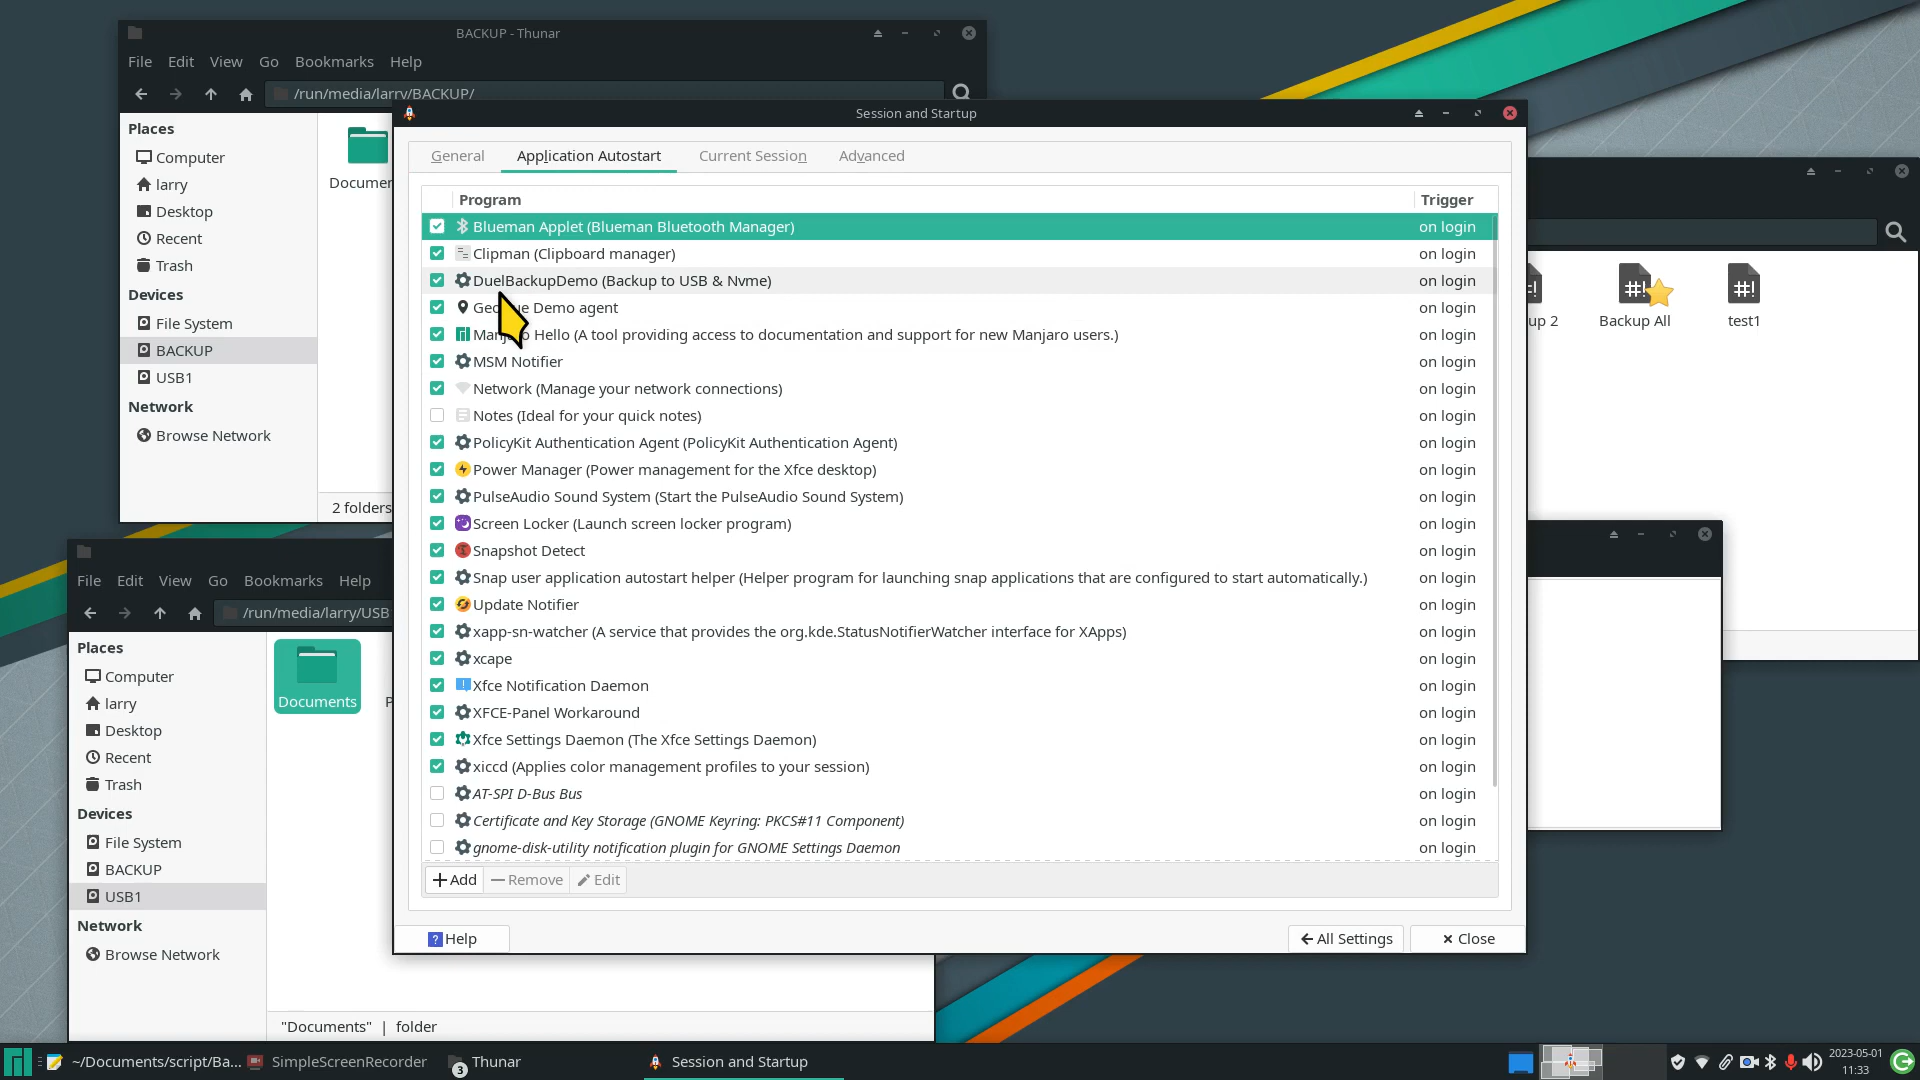 BACKUP - Thunar
File Edit View Go Bookmarks Help
/run/media/larry/BACKUP/
Places
Computer
larry
Desktop
Recent
Trash
Devices
File System
BACKUP
USB1
Network
Browse Network
2 folders
Session and Startup
General Application Autostart Current Session Advanced
Program Trigger
Blueman Applet (Blueman Bluetooth Manager) on login
Clipman (Clipboard manager) on login
DuelBackupDemo (Backup to USB & Nvme) on login
Demo agent on login
Hello (A tool providing access to documentation and support for new Manjaro users.) on login
MSM Notifier on login
Network (Manage your network connections) on login
Notes (Ideal for your quick notes) on login
PolicyKit Authentication Agent (PolicyKit Authentication Agent) on login
Power Manager (Power management for the Xfce desktop) on login
PulseAudio Sound System (Start the PulseAudio Sound System) on login
Screen Locker (Launch screen locker program) on login
Snapshot Detect on login
Snap user application autostart helper (Helper program for launching snap applications that are configured to start automatically.) on login
Update Notifier on login
xapp-sn-watcher (A service that provides the org.kde.StatusNotifierWatcher interface for XApps) on login
xcape on login
Xfce Notification Daemon on login
XFCE-Panel Workaround on login
Xfce Settings Daemon (The Xfce Settings Daemon) on login
xiccd (Applies color management profiles to your session) on login
AT-SPI D-Bus Bus on login
Certificate and Key Storage (GNOME Keyring: PKCS#11 Component) on login
gnome-disk-utility notification plugin for GNOME Settings Daemon on login
Add Remove Edit
Help All Settings Close
up 2 Backup All test1
File Edit View Go Bookmarks Help
/run/media/larry/USB
Places
Computer
larry
Desktop
Recent
Trash
Devices
File System
BACKUP
USB1
Network
Browse Network
Documents
"Documents" | folder
~/Documents/script/Ba... SimpleScreenRecorder 3 Thunar Session and Startup
2023-05-01
11:33